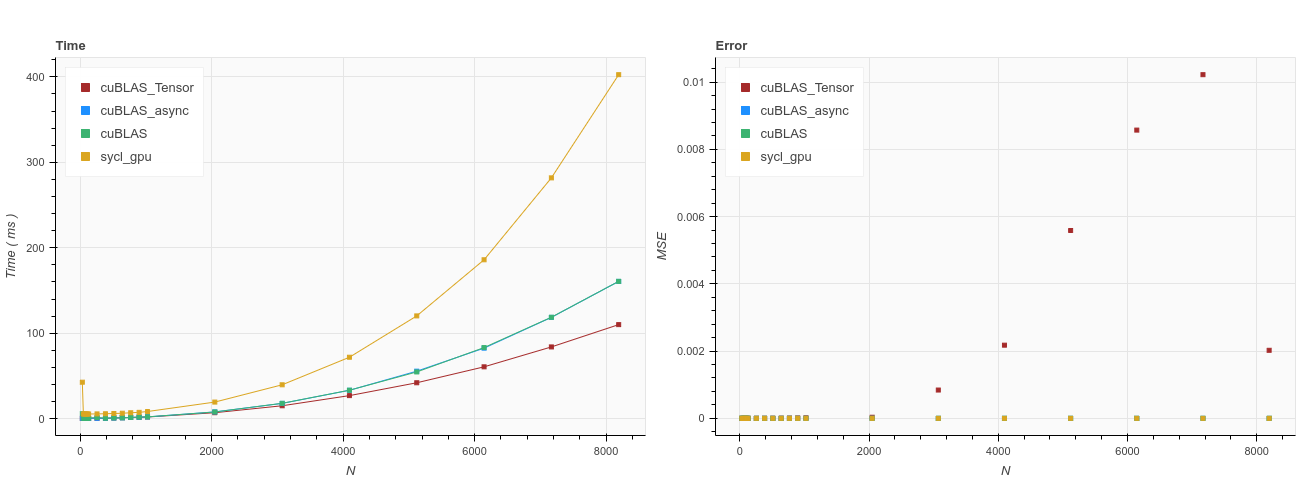 Time
cuBLAS_Tensor
cuBLAS_async
cuBLAS
sycl_gpu
400
300
200
100
0
Time ( ms )
0
2000
4000
6000
8000
N
Error
cuBLAS_Tensor
cuBLAS_async
cuBLAS
sycl_gpu
0.01
0.008
0.006
0.004
0.002
0
MSE
0
2000
4000
6000
8000
N